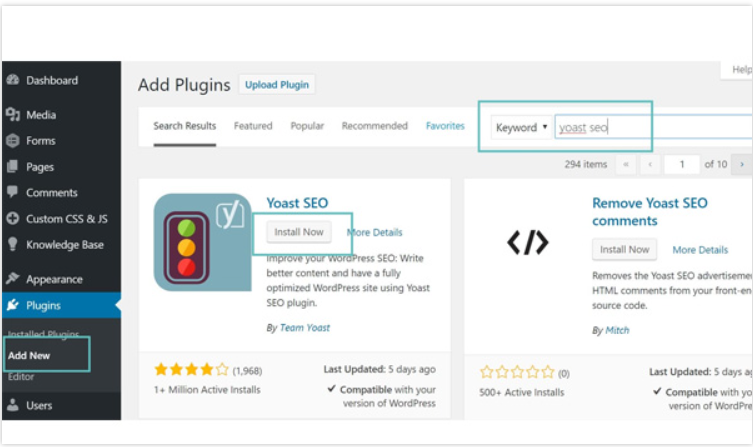 Help
Dashboard
Media
Forms
Pages
Comments
Custom CSS & JS
Knowledge Base
Appearance
Plugins
Installed Plugins
Add New
Editor
Users
Add Plugins Upload Plugin
Search Results Featured Popular Recommended Favorites Keyword yoast seo
294 items « ‹ 1 of 10 ›
Yoast SEO
Install Now More Details
Improve your WordPress SEO: Write
better content and have a fully
optimized WordPress site using Yoast
SEO plugin.
By Team Yoast
(1,968)
1+ Million Active Installs
Last Updated: 5 days ago
✔ Compatible with your
version of WordPress
</>
Remove Yoast SEO
comments
Install Now More Details
Removes the Yoast SEO advertiseme
HTML comments from your front-en
source code.
By Mitch
(0)
500+ Active Installs
Last Updated: 5 days a
✔ Compatible with yo
version of WordPre